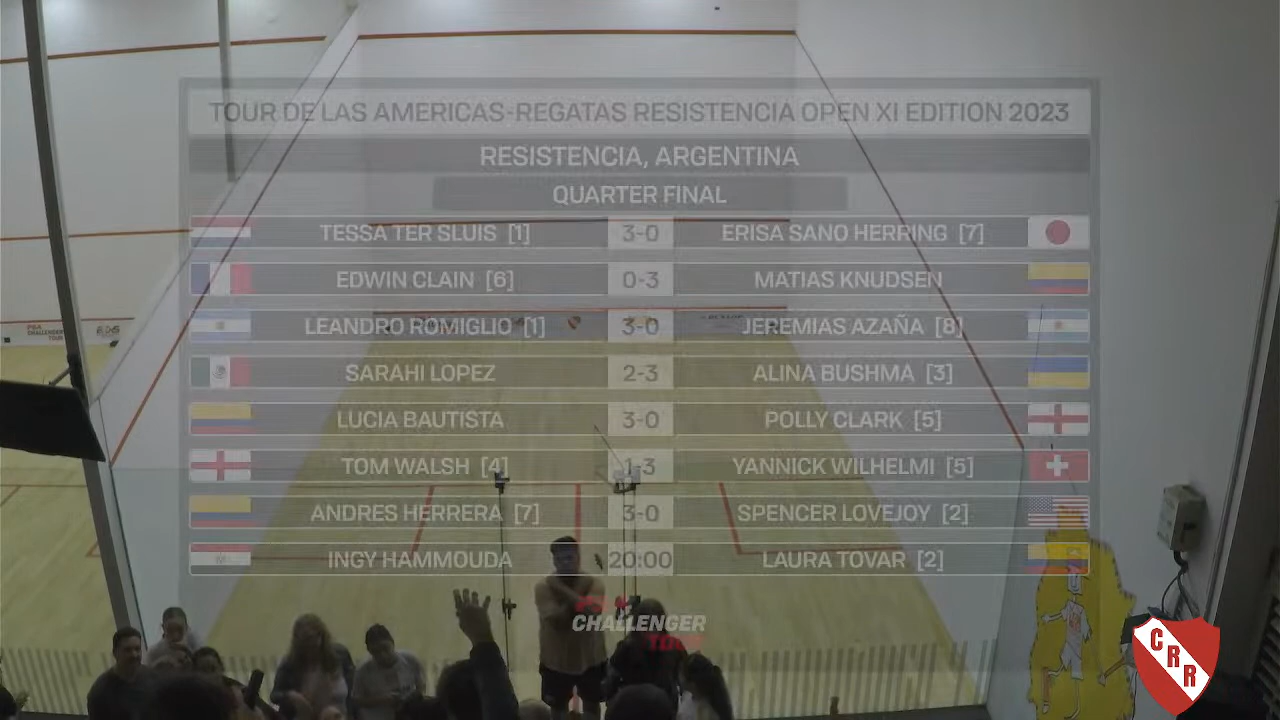 TOUR DE LAS AMERICAS-REGATAS RESISTENCIA OPEN XI EDITION 2023
RESISTENCIA, ARGENTINA
QUARTER FINAL
TESSA TER SLUIS [1] 3-0 ERISA SANO HERRING [7]
EDWIN CLAIN [6] 0-3 MATIAS KNUDSEN
LEANDRO ROMIGLIO [1] 3-0 JEREMIAS AZAÑA [8]
SARAHI LOPEZ 2-3 ALINA BUSHMA [3]
LUCIA BAUTISTA 3-0 POLLY CLARK [5]
TOM WALSH [4] 1-3 YANNICK WILHELMI [5]
ANDRES HERRERA [7] 3-0 SPENCER LOVEJOY [2]
INGY HAMMOUDA 20:00 LAURA TOVAR [2]
CHALLENGER
TOUR
CRR